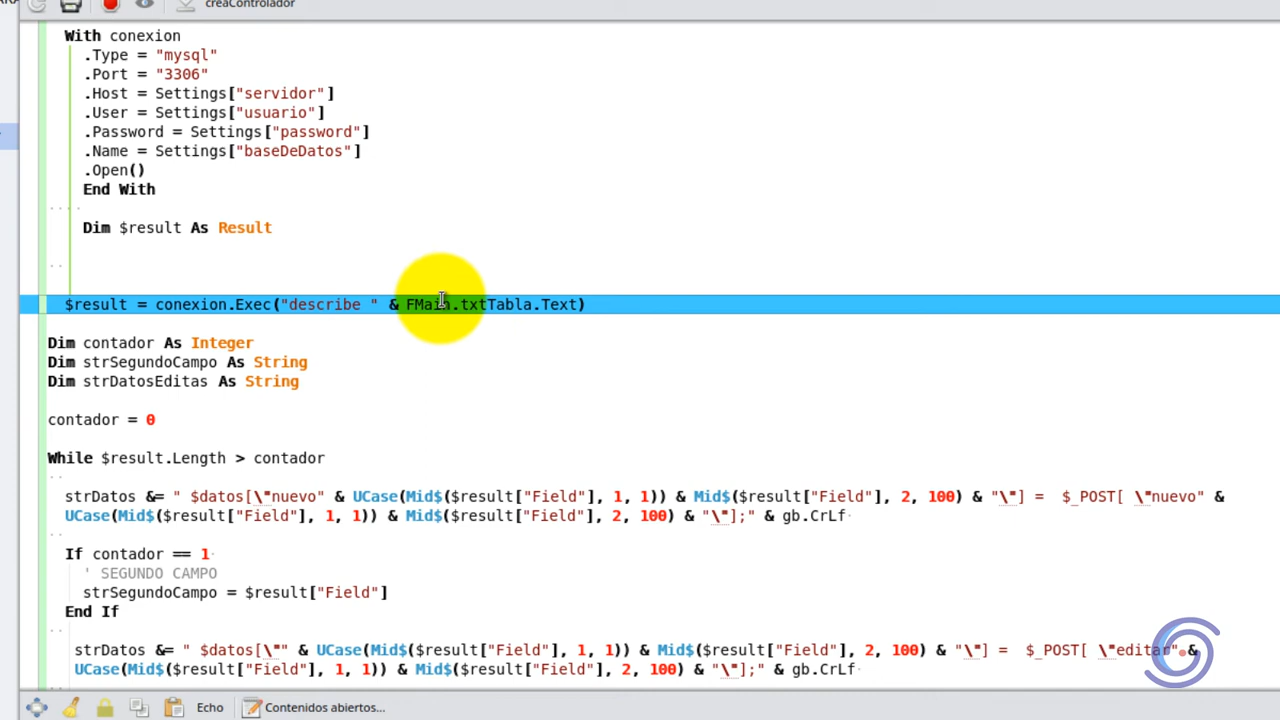 creaControlador
With conexion
.Type = "mysql"
.Port = "3306"
.Host = Settings["servidor"]
.User = Settings["usuario"]
.Password = Settings["password"]
.Name = Settings["baseDeDatos"]
.Open()
End With
Dim $result As Result
$result = conexion.Exec("describe " & FMain.txtTabla.Text)
Dim contador As Integer
Dim strSegundoCampo As String
Dim strDatosEditas As String
contador = 0
While $result.Length > contador
strDatos &= " $datos[\"nuevo" & UCase(Mid$($result["Field"], 1, 1)) & Mid$($result["Field"], 2, 100) & "\"] =  $_POST[ \"nuevo" &
UCase(Mid$($result["Field"], 1, 1)) & Mid$($result["Field"], 2, 100) & "\"];" & gb.CrLf
If contador == 1
' SEGUNDO CAMPO
strSegundoCampo = $result["Field"]
End If
strDatos &= " $datos[\"" & UCase(Mid$($result["Field"], 1, 1)) & Mid$($result["Field"], 2, 100) & "\"] =  $_POST[ \"editar" &
UCase(Mid$($result["Field"], 1, 1)) & Mid$($result["Field"], 2, 100) & "\"];" & gb.CrLf
Echo Contenidos abiertos...